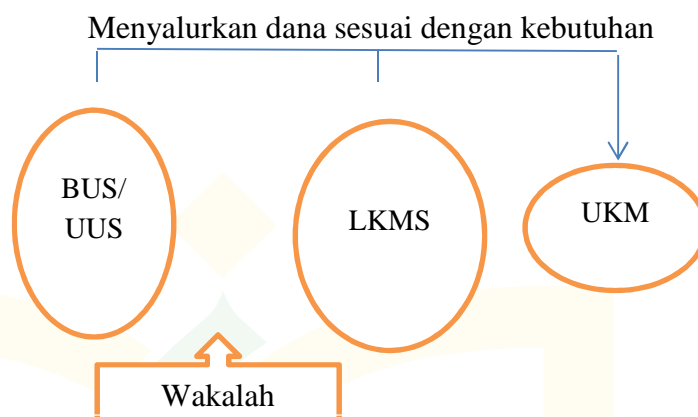 Menyalurkan dana sesuai dengan kebutuhan
BUS/
UUS
LKMS
UKM
Wakalah